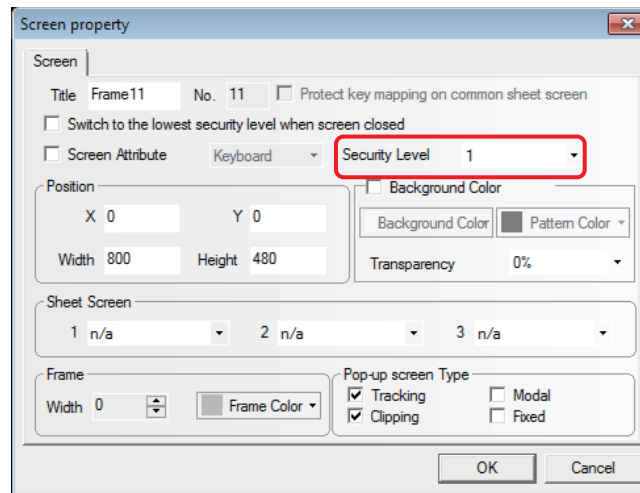 Screen property
Screen
Title Frame11 No. 11 Protect key mapping on common sheet screen
Switch to the lowest security level when screen closed
Screen Attribute Keyboard Security Level 1
Position Background Color
X 0 Y 0 Background Color Pattern Color
Width 800 Height 480 Transparency 0%
Sheet Screen
1 n/a 2 n/a 3 n/a
Frame Pop-up screen Type
Width 0 Frame Color Tracking Modal
Clipping Fixed
OK Cancel